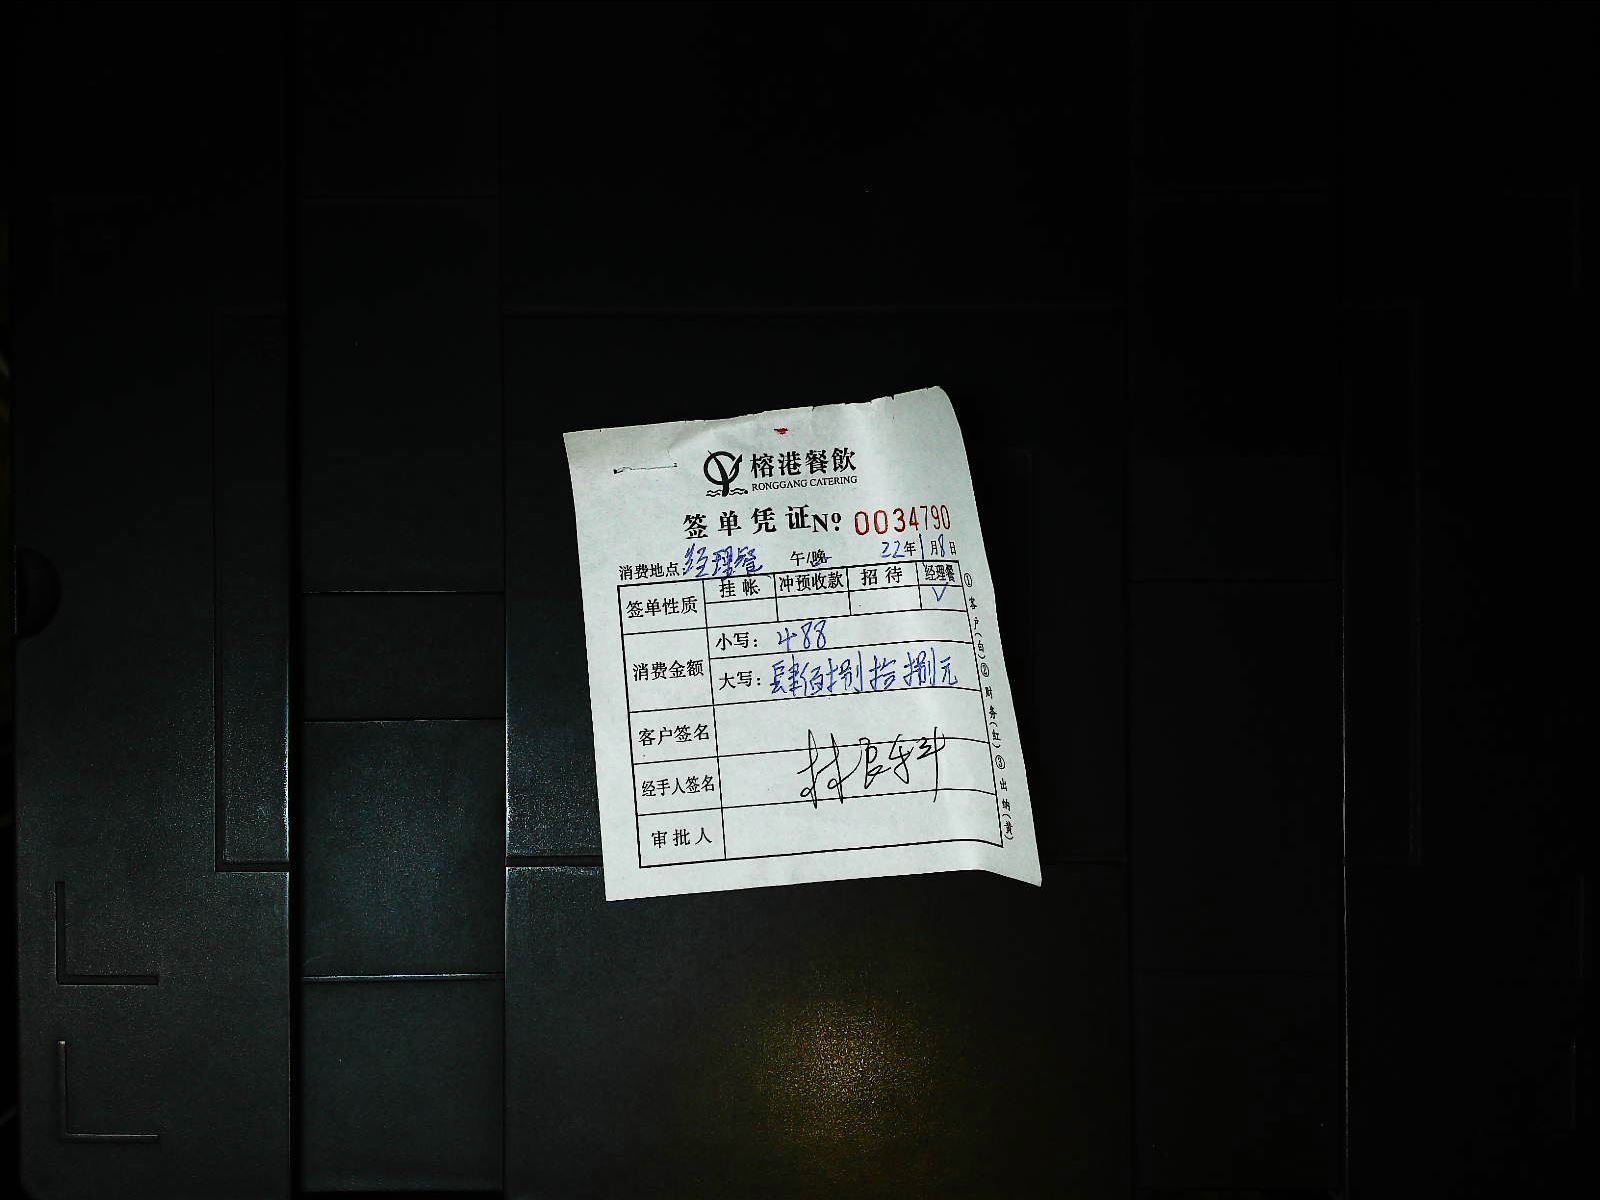 榕港餐飲
RONGGANG CATERING
签单凭证 Nº 0034790
消费地点：经理餐 午/晚 22年1月8日
签单性质 挂帐 冲预收款 招待 经理餐
✓
消费金额 小写：488
大写：肆佰捌拾捌元
客户签名
经手人签名
审批人
①客户(白)②财务(红)③出纳(黄)